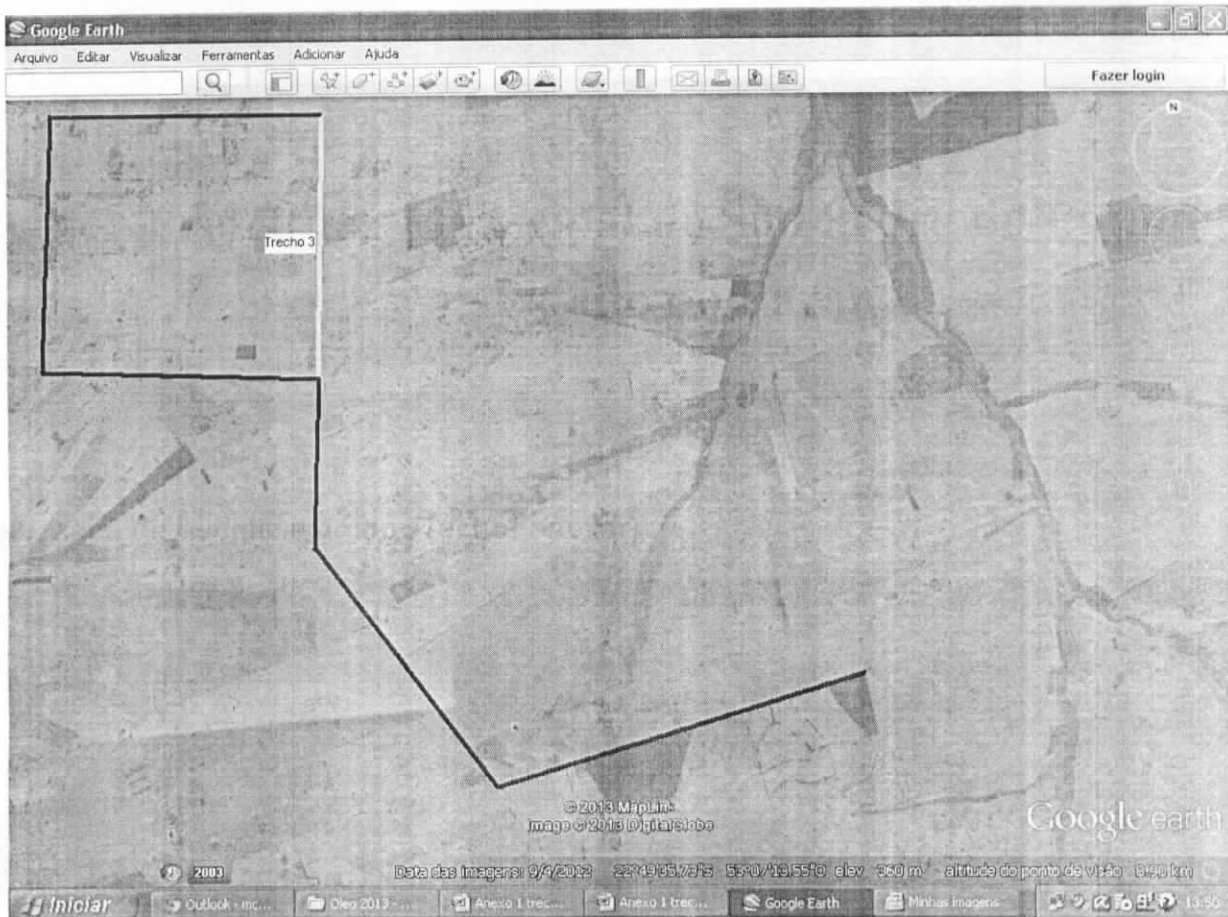 Google Earth
Arquivo Editar Visualizar Ferramentas Adicionar Ajuda
Fazer login
N
Trecho 3
© 2013 MapLink
Image © 2013 DigitalGlobe
Google earth
2003
Data das imagens: 9/4/2012 elev 360 m altitude do ponto de visão
Iniciar Outlook - mc... Oleo 2013 - ... Anexo 1 trec... Anexo 1 trec... Google Earth Minhas imagens 13:50